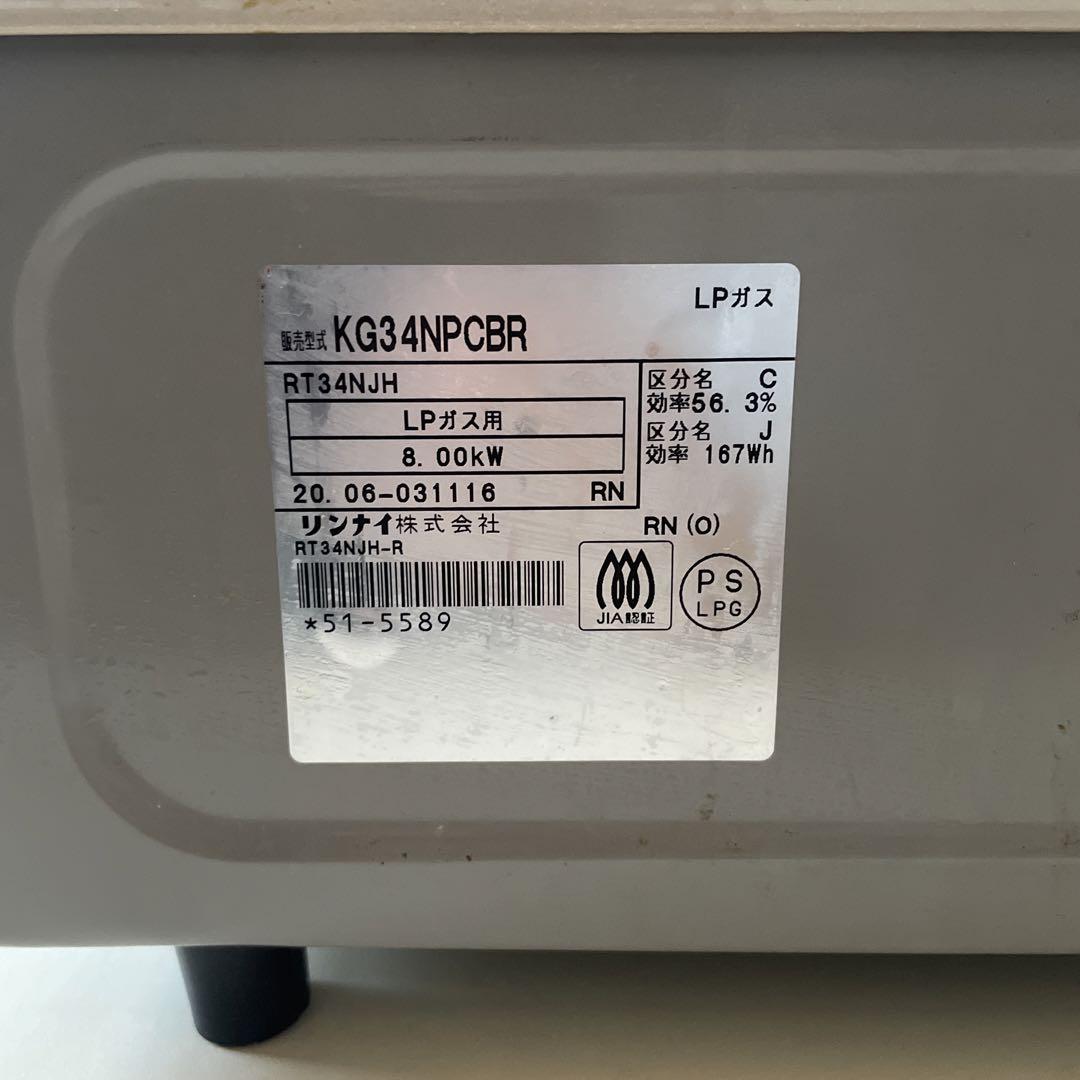 LPガス
販売型式 KG34NPCBR
RT34NJH
LPガス用
8.00kW
20.06-031116 RN
区分名 C
効率56.3%
区分名 J
効率 167Wh
リンナイ株式会社 RN(O)
RT34NJH-R
*51-5589
JIA認証
PS
LPG